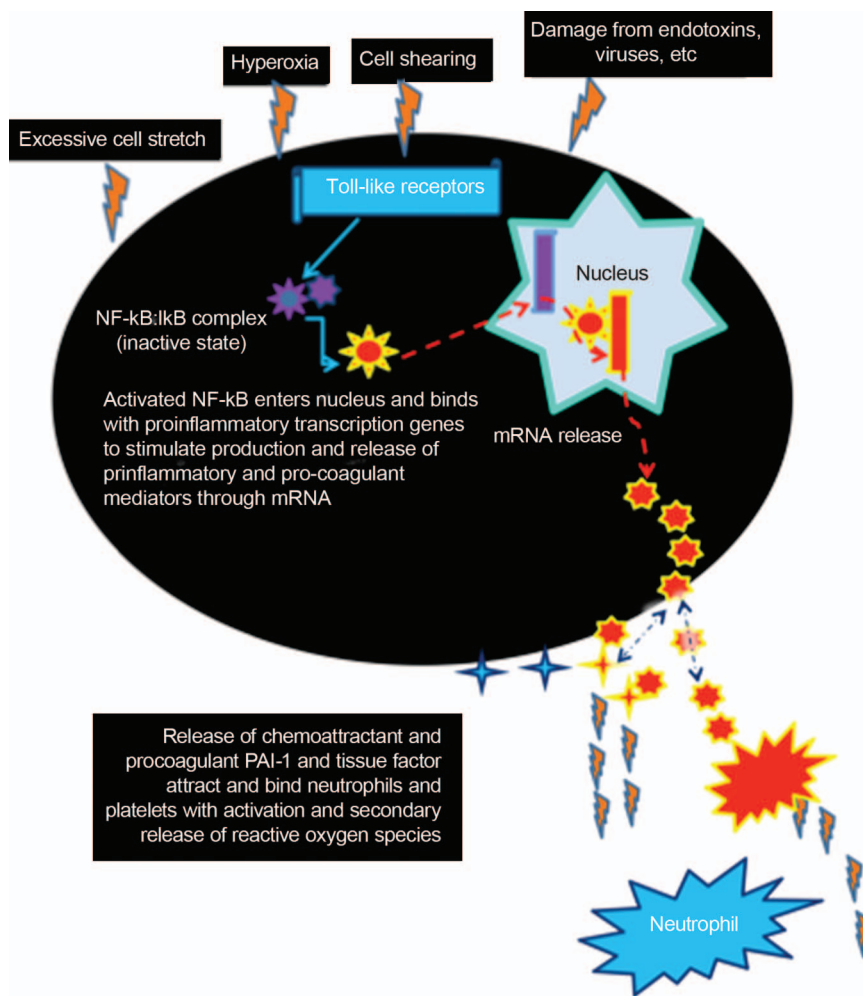 Damage from endotoxins,
viruses, etc
Cell shearing
Hyperoxia
Excessive cell stretch
Toll-like receptors
Nucleus
NF-kB:IkB complex
(inactive state)
Activated NF-kB enters nucleus and binds
with proinflammatory transcription genes
to stimulate production and release of
prinflammatory and pro-coagulant
mediators through mRNA
mRNA release
Release of chemoattractant and
procoagulant PAI-1 and tissue factor
attract and bind neutrophils and
platelets with activation and secondary
release of reactive oxygen species
Neutrophil